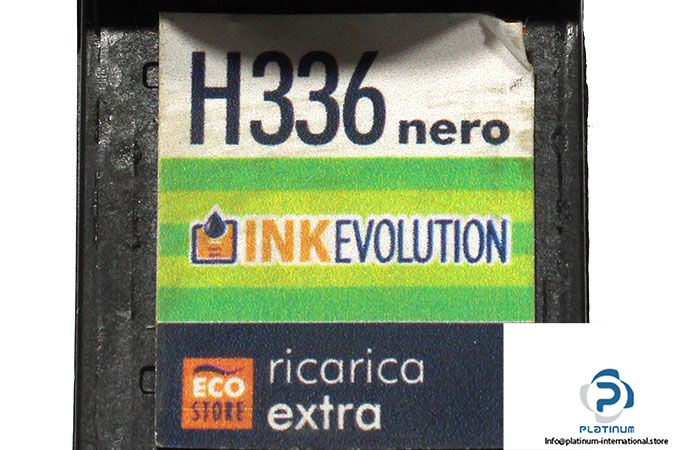 H336 nero
INKEVOLUTION
ECO STORE
ricarica
extra
PLATINUM
Info@platinum-international.store